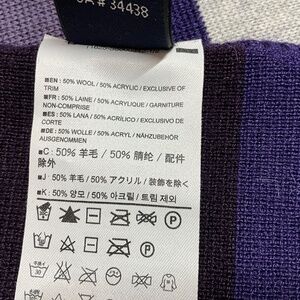 A # 34438
■EN : 50% WOOL / 50% ACRYLIC / EXCLUSIVE OF
TRIM
■FR : 50% LAINE / 50% ACRYLIQUE / GARNITURE
NON-COMPRISE
■ES : 50% LANA / 50% ACRÍLICO / EXCLUSIVO DE
CORTE
■DE : 50% WOLLE / 50% ACRYL / NÄHZUBEHÖR
AUSGENOMMEN
■C : 50% 羊毛 / 50% 腈纶 / 配件
除外
■J : 50% 羊毛 / 50% アクリル / 装飾を除く
■K : 50% 양모 / 50% 아크릴 / 트림 제외
P
30